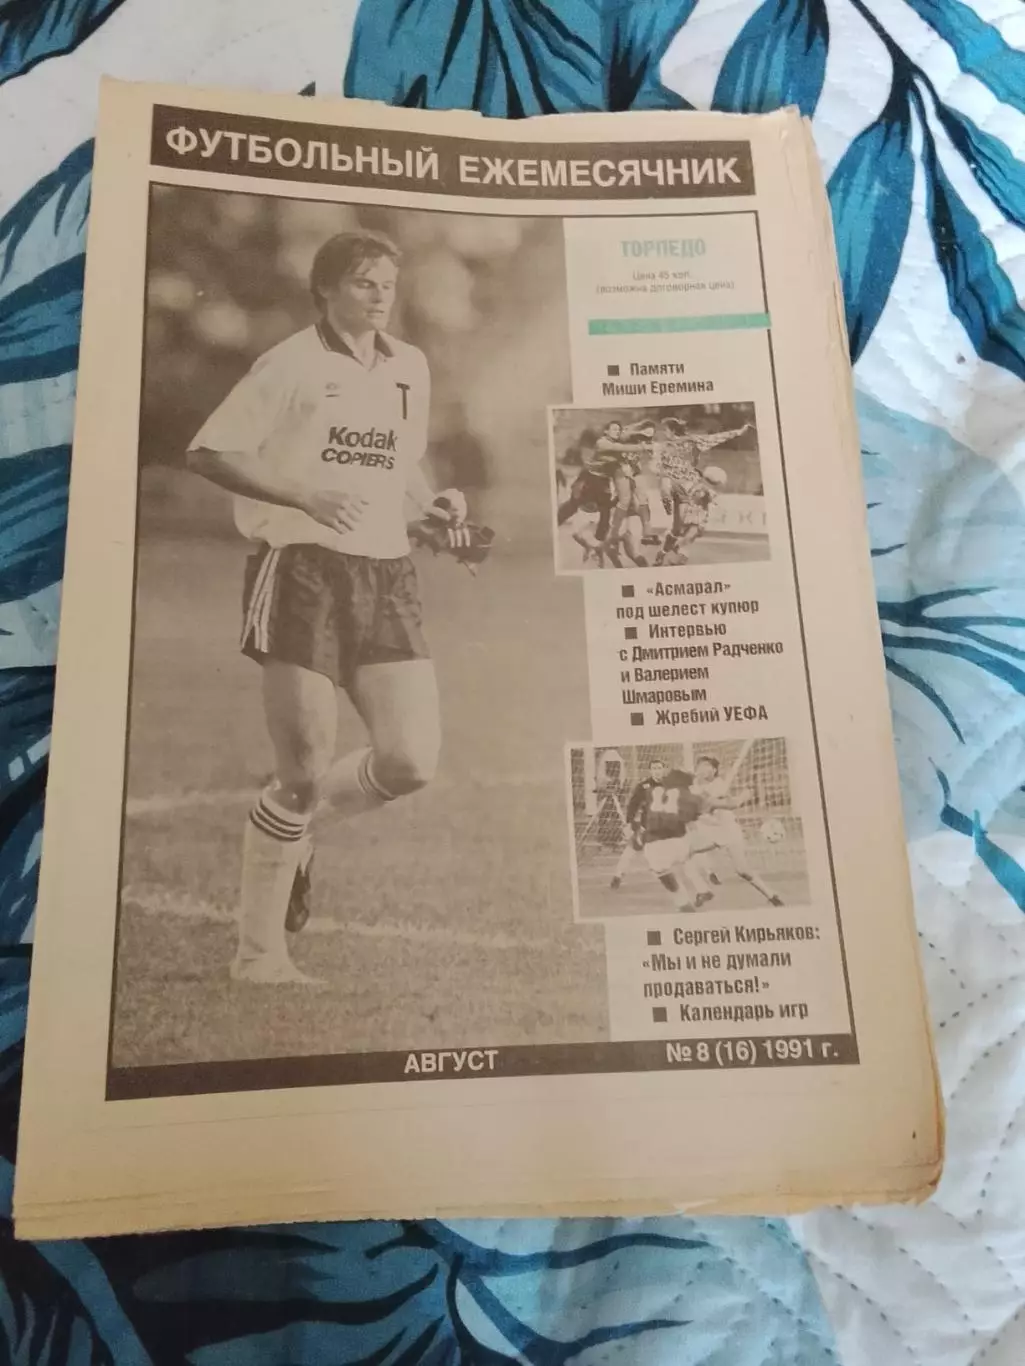 ФУТБОЛЬНЫЙ ЕЖЕМЕСЯЧНИК
ТОРПЕДО
Цена 45 коп.
(возможна договорная цена)
■ Памяти
Миши Еремина
■ «Асмарал»
под шелест купюр
■ Интервью
с Дмитрием Радченко
и Валерием
Шмаровым
■ Жребий УЕФА
■ Сергей Кирьяков:
«Мы и не думали
продаваться!»
■ Календарь игр
Т
Kodak
COPIERS
АВГУСТ
№ 8 (16) 1991 г.